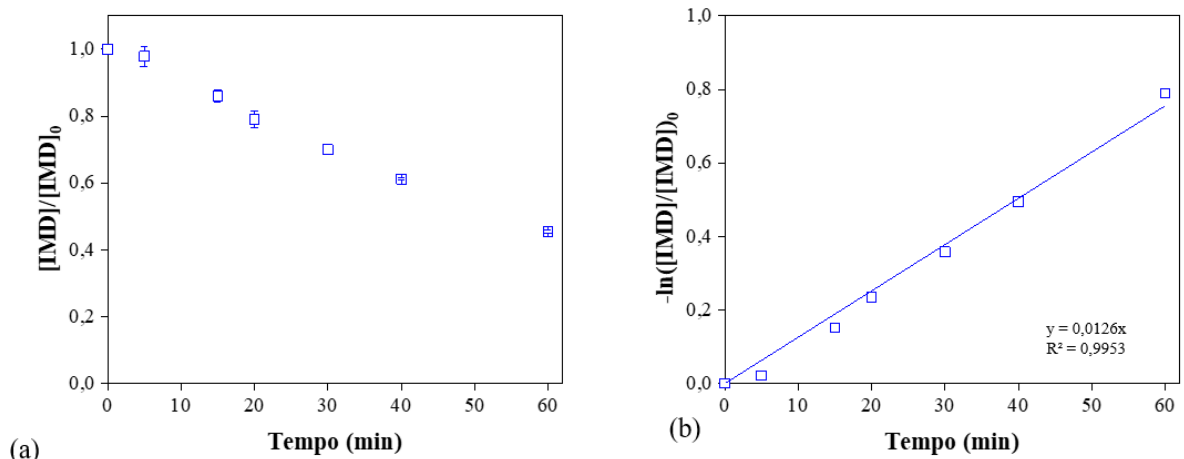 1,0
0,8
0,6
0,4
0,2
0,0
[IMD]/[IMD]₀
0 10 20 30 40 50 60
Tempo (min)
(a)
1,0
0,8
0,6
0,4
0,2
0,0
-ln([IMD]/[IMD])₀
y = 0,0126x
R² = 0,9953
0 10 20 30 40 50 60
Tempo (min)
(b)